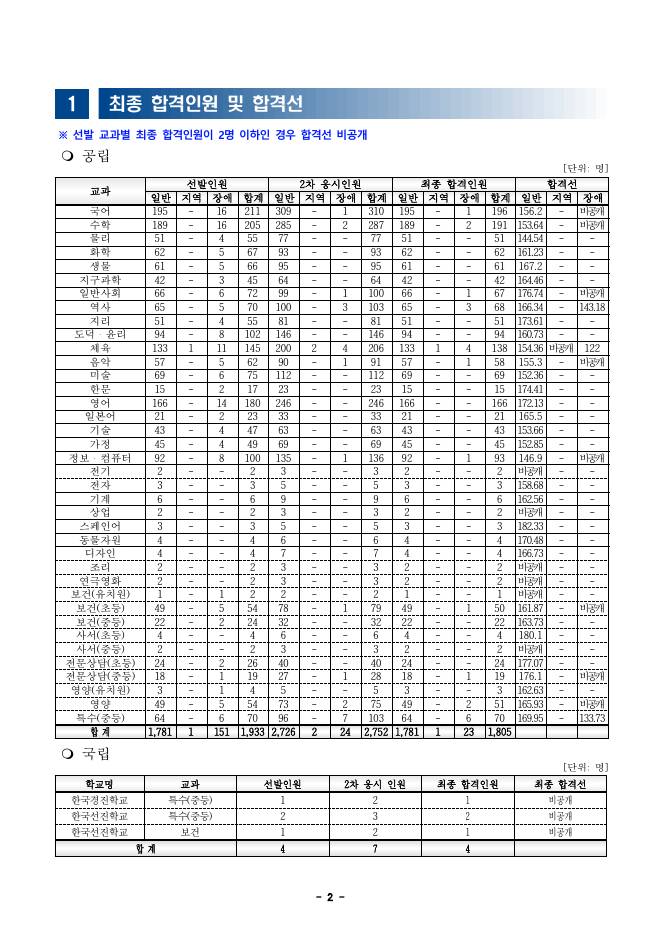 1 최종 합격인원 및 합격선
※ 선발 교과별 최종 합격인원이 2명 이하인 경우 합격선 비공개
❍ 공립
[단위: 명]
교과 선발인원 2차 응시인원 최종 합격인원 합격선
일반 지역 장애 합계 일반 지역 장애 합계 일반 지역 장애 합계 일반 지역 장애
국어 195 - 16 211 309 - 1 310 195 - 1 196 156.2 - 비공개
수학 189 - 16 205 285 - 2 287 189 - 2 191 153.64 - 비공개
물리 51 - 4 55 77 - - 77 51 - - 51 144.54 - -
화학 62 - 5 67 93 - - 93 62 - - 62 161.23 - -
생물 61 - 5 66 95 - - 95 61 - - 61 167.2 - -
지구과학 42 - 3 45 64 - - 64 42 - - 42 164.46 - -
일반사회 66 - 6 72 99 - 1 100 66 - 1 67 176.74 - 비공개
역사 65 - 5 70 100 - 3 103 65 - 3 68 166.34 - 143.18
지리 51 - 4 55 81 - - 81 51 - - 51 173.61 - -
도덕·윤리 94 - 8 102 146 - - 146 94 - - 94 160.73 - -
체육 133 1 11 145 200 2 4 206 133 1 4 138 154.36 비공개 122
음악 57 - 5 62 90 - 1 91 57 - 1 58 155.3 - 비공개
미술 69 - 6 75 112 - - 112 69 - - 69 152.36 - -
한문 15 - 2 17 23 - - 23 15 - - 15 174.41 - -
영어 166 - 14 180 246 - - 246 166 - - 166 172.13 - -
일본어 21 - 2 23 33 - - 33 21 - - 21 165.5 - -
기술 43 - 4 47 63 - - 63 43 - - 43 153.66 - -
가정 45 - 4 49 69 - - 69 45 - - 45 152.85 - -
정보·컴퓨터 92 - 8 100 135 - 1 136 92 - 1 93 146.9 - 비공개
전기 2 - - 2 3 - - 3 2 - - 2 비공개 - -
전자 3 - - 3 5 - - 5 3 - - 3 158.68 - -
기계 6 - - 6 9 - - 9 6 - - 6 162.56 - -
상업 2 - - 2 3 - - 3 2 - - 2 비공개 - -
스페인어 3 - - 3 5 - - 5 3 - - 3 182.33 - -
동물자원 4 - - 4 6 - - 6 4 - - 4 170.48 - -
디자인 4 - - 4 7 - - 7 4 - - 4 166.73 - -
조리 2 - - 2 3 - - 3 2 - - 2 비공개 - -
연극영화 2 - - 2 3 - - 3 2 - - 2 비공개 - -
보건(유치원) 1 - 1 2 2 - - 2 1 - - 1 비공개 - -
보건(초등) 49 - 5 54 78 - 1 79 49 - 1 50 161.87 - 비공개
보건(중등) 22 - 2 24 32 - - 32 22 - - 22 163.73 - -
사서(초등) 4 - - 4 6 - - 6 4 - - 4 180.1 - -
사서(중등) 2 - - 2 3 - - 3 2 - - 2 비공개 - -
전문상담(초등) 24 - 2 26 40 - - 40 24 - - 24 177.07 - -
전문상담(중등) 18 - 1 19 27 - 1 28 18 - 1 19 176.1 - 비공개
영양(유치원) 3 - 1 4 5 - - 5 3 - - 3 162.63 - -
영양 49 - 5 54 73 - 2 75 49 - 2 51 165.93 - 비공개
특수(중등) 64 - 6 70 96 - 7 103 64 - 6 70 169.95 - 133.73
합계 1,781 1 151 1,933 2,726 2 24 2,752 1,781 1 23 1,805
❍ 국립
[단위: 명]
학교명 교과 선발인원 2차 응시 인원 최종 합격인원 최종 합격선
한국경진학교 특수(중등) 1 2 1 비공개
한국선진학교 특수(중등) 2 3 2 비공개
한국선진학교 보건 1 2 1 비공개
합 계 4 7 4
- 2 -